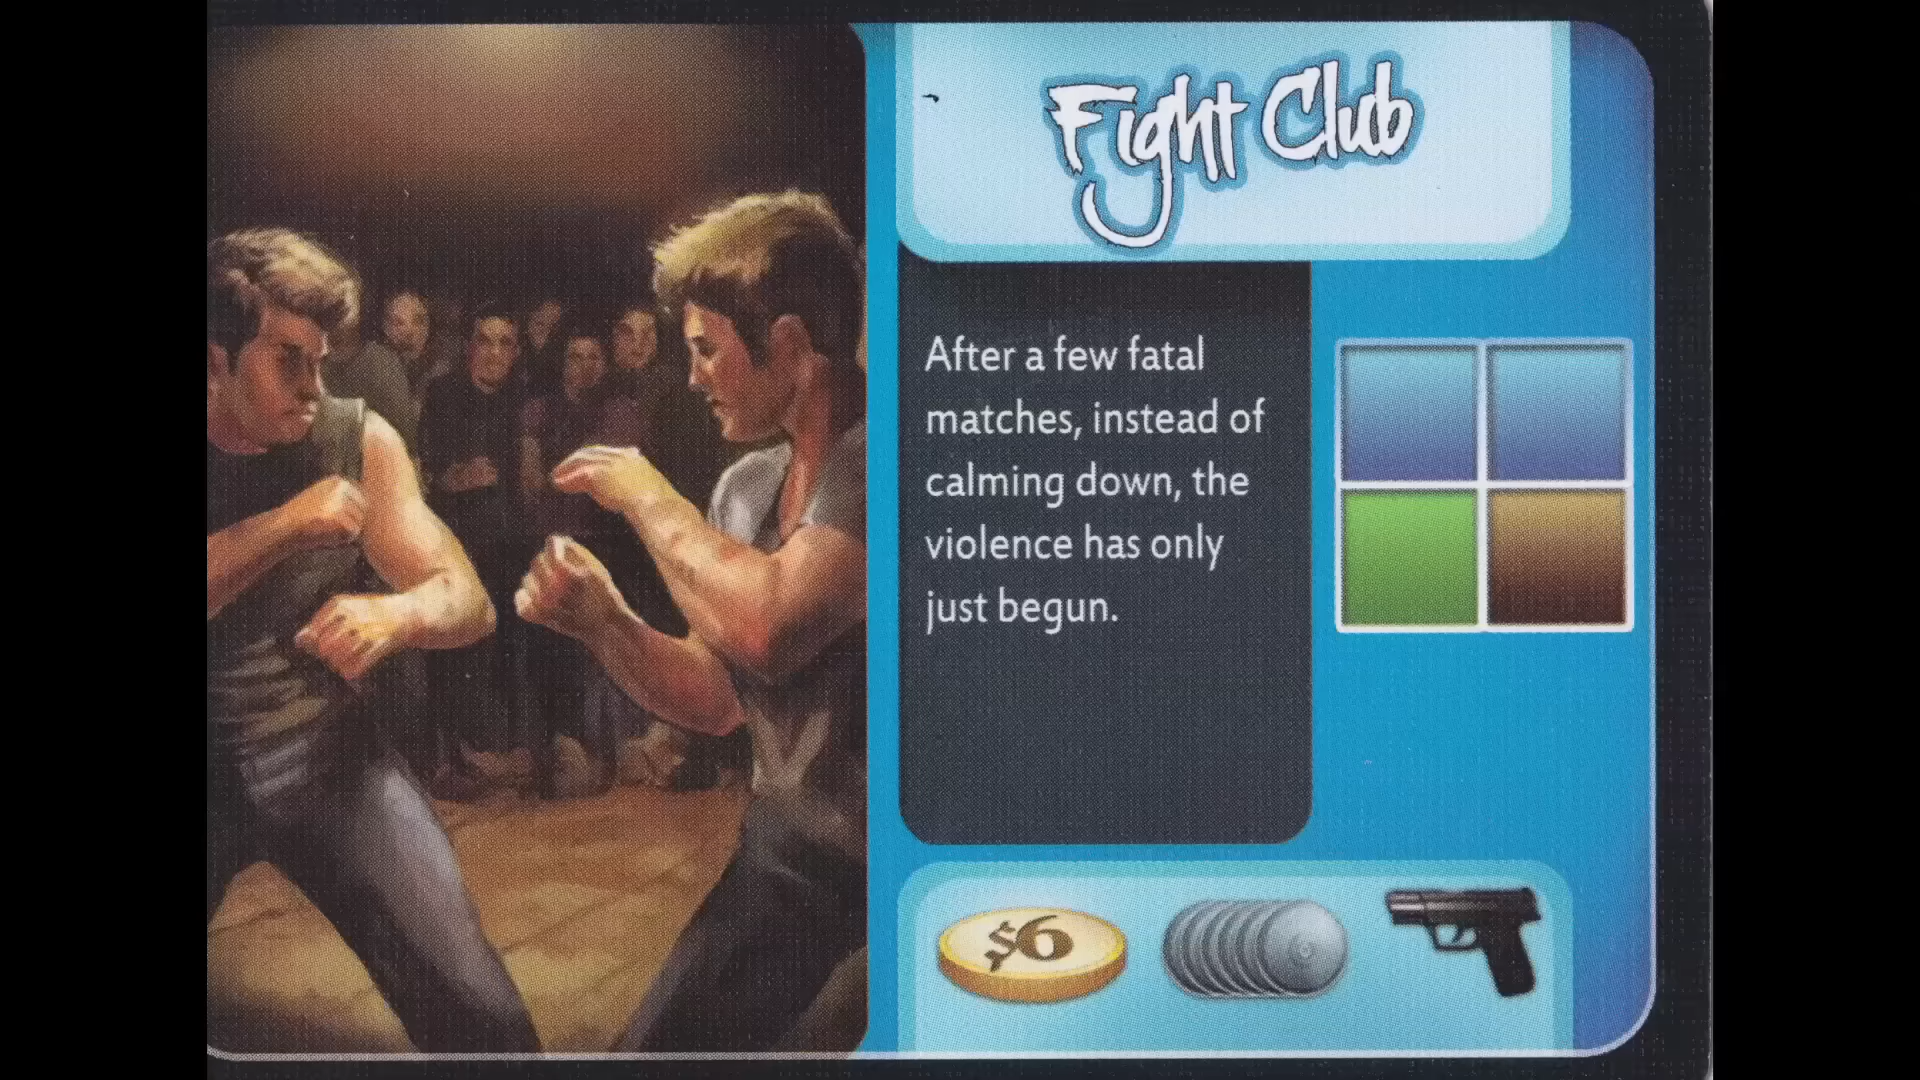 Fight Club
After a few fatal
matches, instead of
calming down, the
violence has only
just begun.
$6